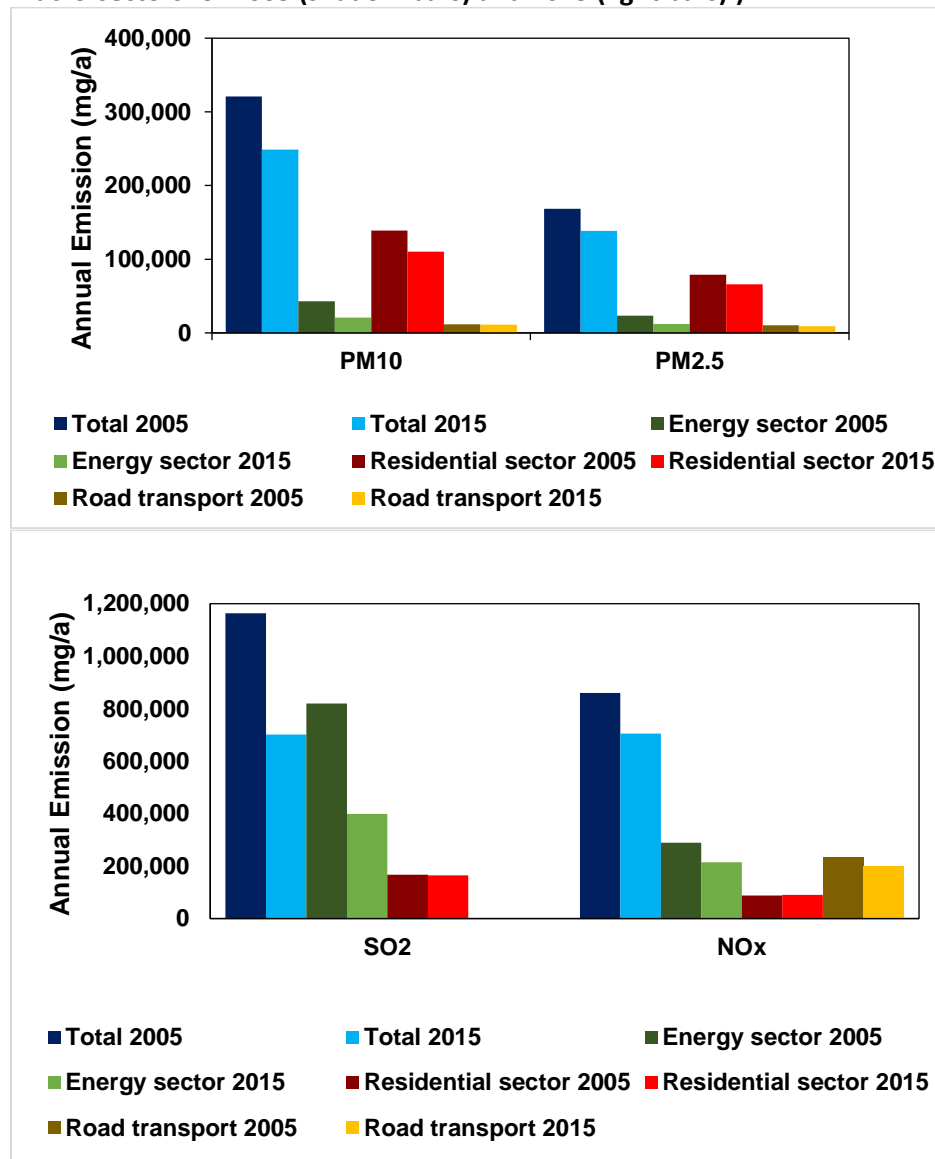 400,000
300,000
200,000
100,000
0
Annual Emission (mg/a)
PM10 PM2.5
Total 2005 Total 2015 Energy sector 2005
Energy sector 2015 Residential sector 2005 Residential sector 2015
Road transport 2005 Road transport 2015
1,200,000
1,000,000
800,000
600,000
400,000
200,000
0
Annual Emission (mg/a)
SO2 NOx
Total 2005 Total 2015 Energy sector 2005
Energy sector 2015 Residential sector 2005 Residential sector 2015
Road transport 2005 Road transport 2015